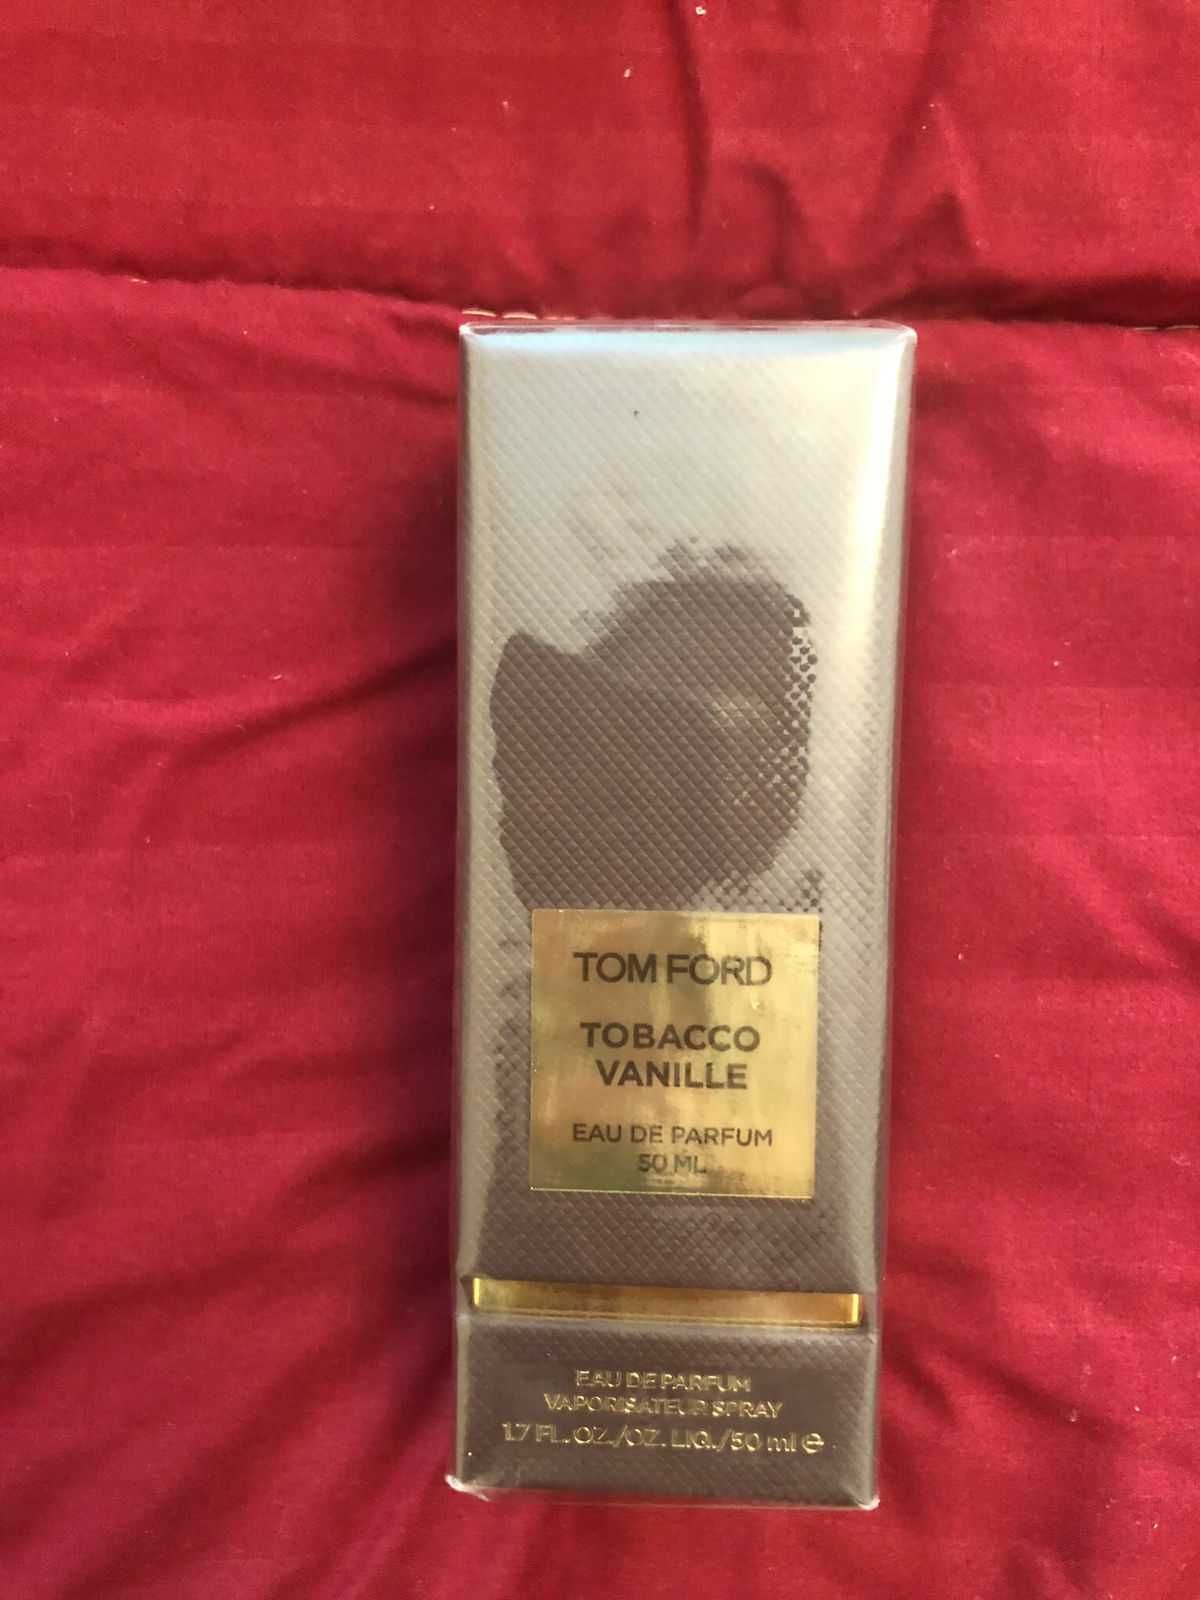 TOM FORD
TOBACCO
VANILLE
EAU DE PARFUM
50 ML
EAU DE PARFUM
VAPORISATEUR SPRAY
1.7 FL. OZ./OZ. LIQ./50 ml ℮